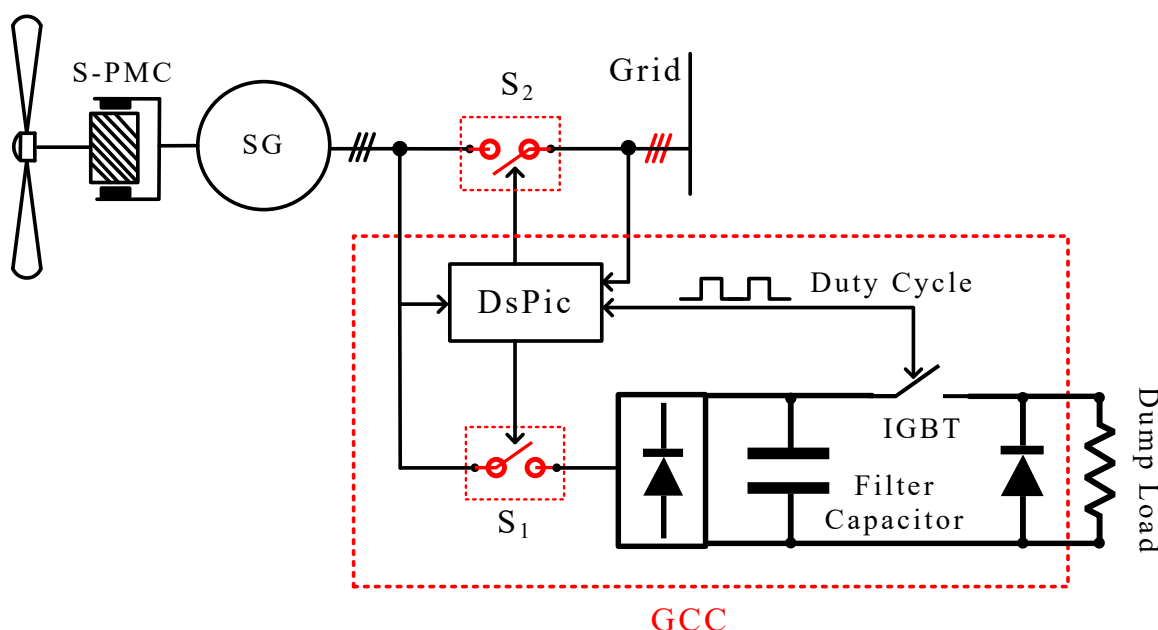 S-PMC
SG
S2
Grid
DsPic
Duty Cycle
IGBT
Filter
Capacitor
Dump Load
S1
GCC